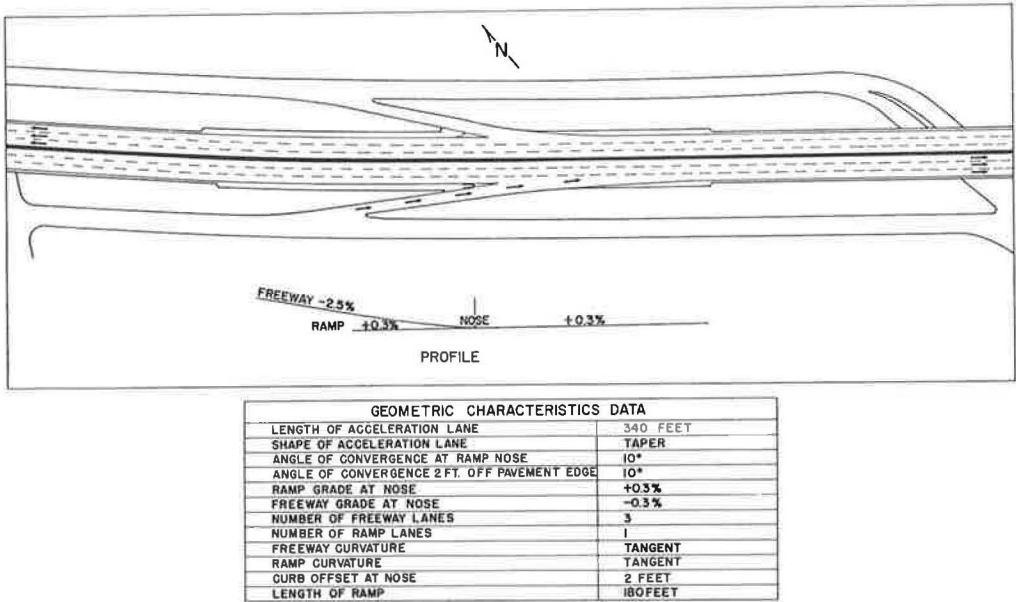 N
FREEWAY -2.5%
RAMP +0.3% NOSE +0.3%
PROFILE
GEOMETRIC CHARACTERISTICS DATA
LENGTH OF ACCELERATION LANE 340 FEET
SHAPE OF ACCELERATION LANE TAPER
ANGLE OF CONVERGENCE AT RAMP NOSE 10°
ANGLE OF CONVERGENCE 2 FT. OFF PAVEMENT EDGE 10°
RAMP GRADE AT NOSE +0.3%
FREEWAY GRADE AT NOSE -0.3%
NUMBER OF FREEWAY LANES 3
NUMBER OF RAMP LANES 1
FREEWAY CURVATURE TANGENT
RAMP CURVATURE TANGENT
CURB OFFSET AT NOSE 2 FEET
LENGTH OF RAMP 180 FEET